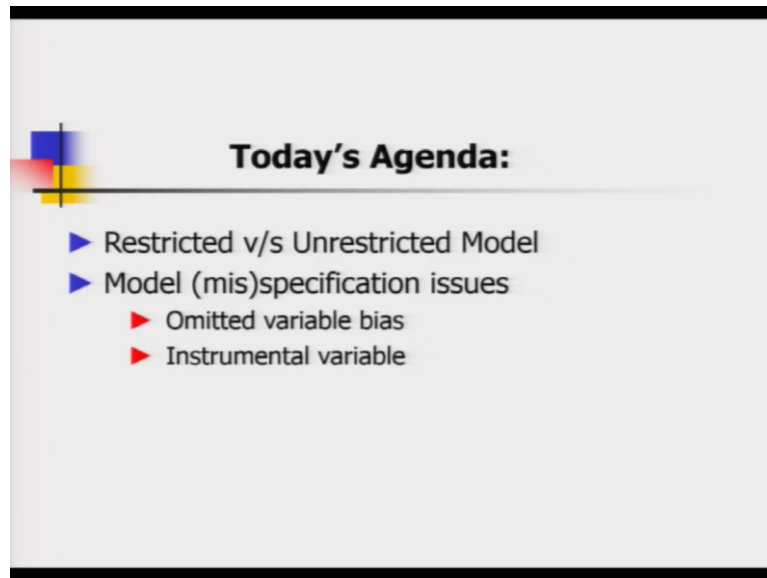 Today's Agenda:
Restricted v/s Unrestricted Model
Model (mis)specification issues
Omitted variable bias
Instrumental variable